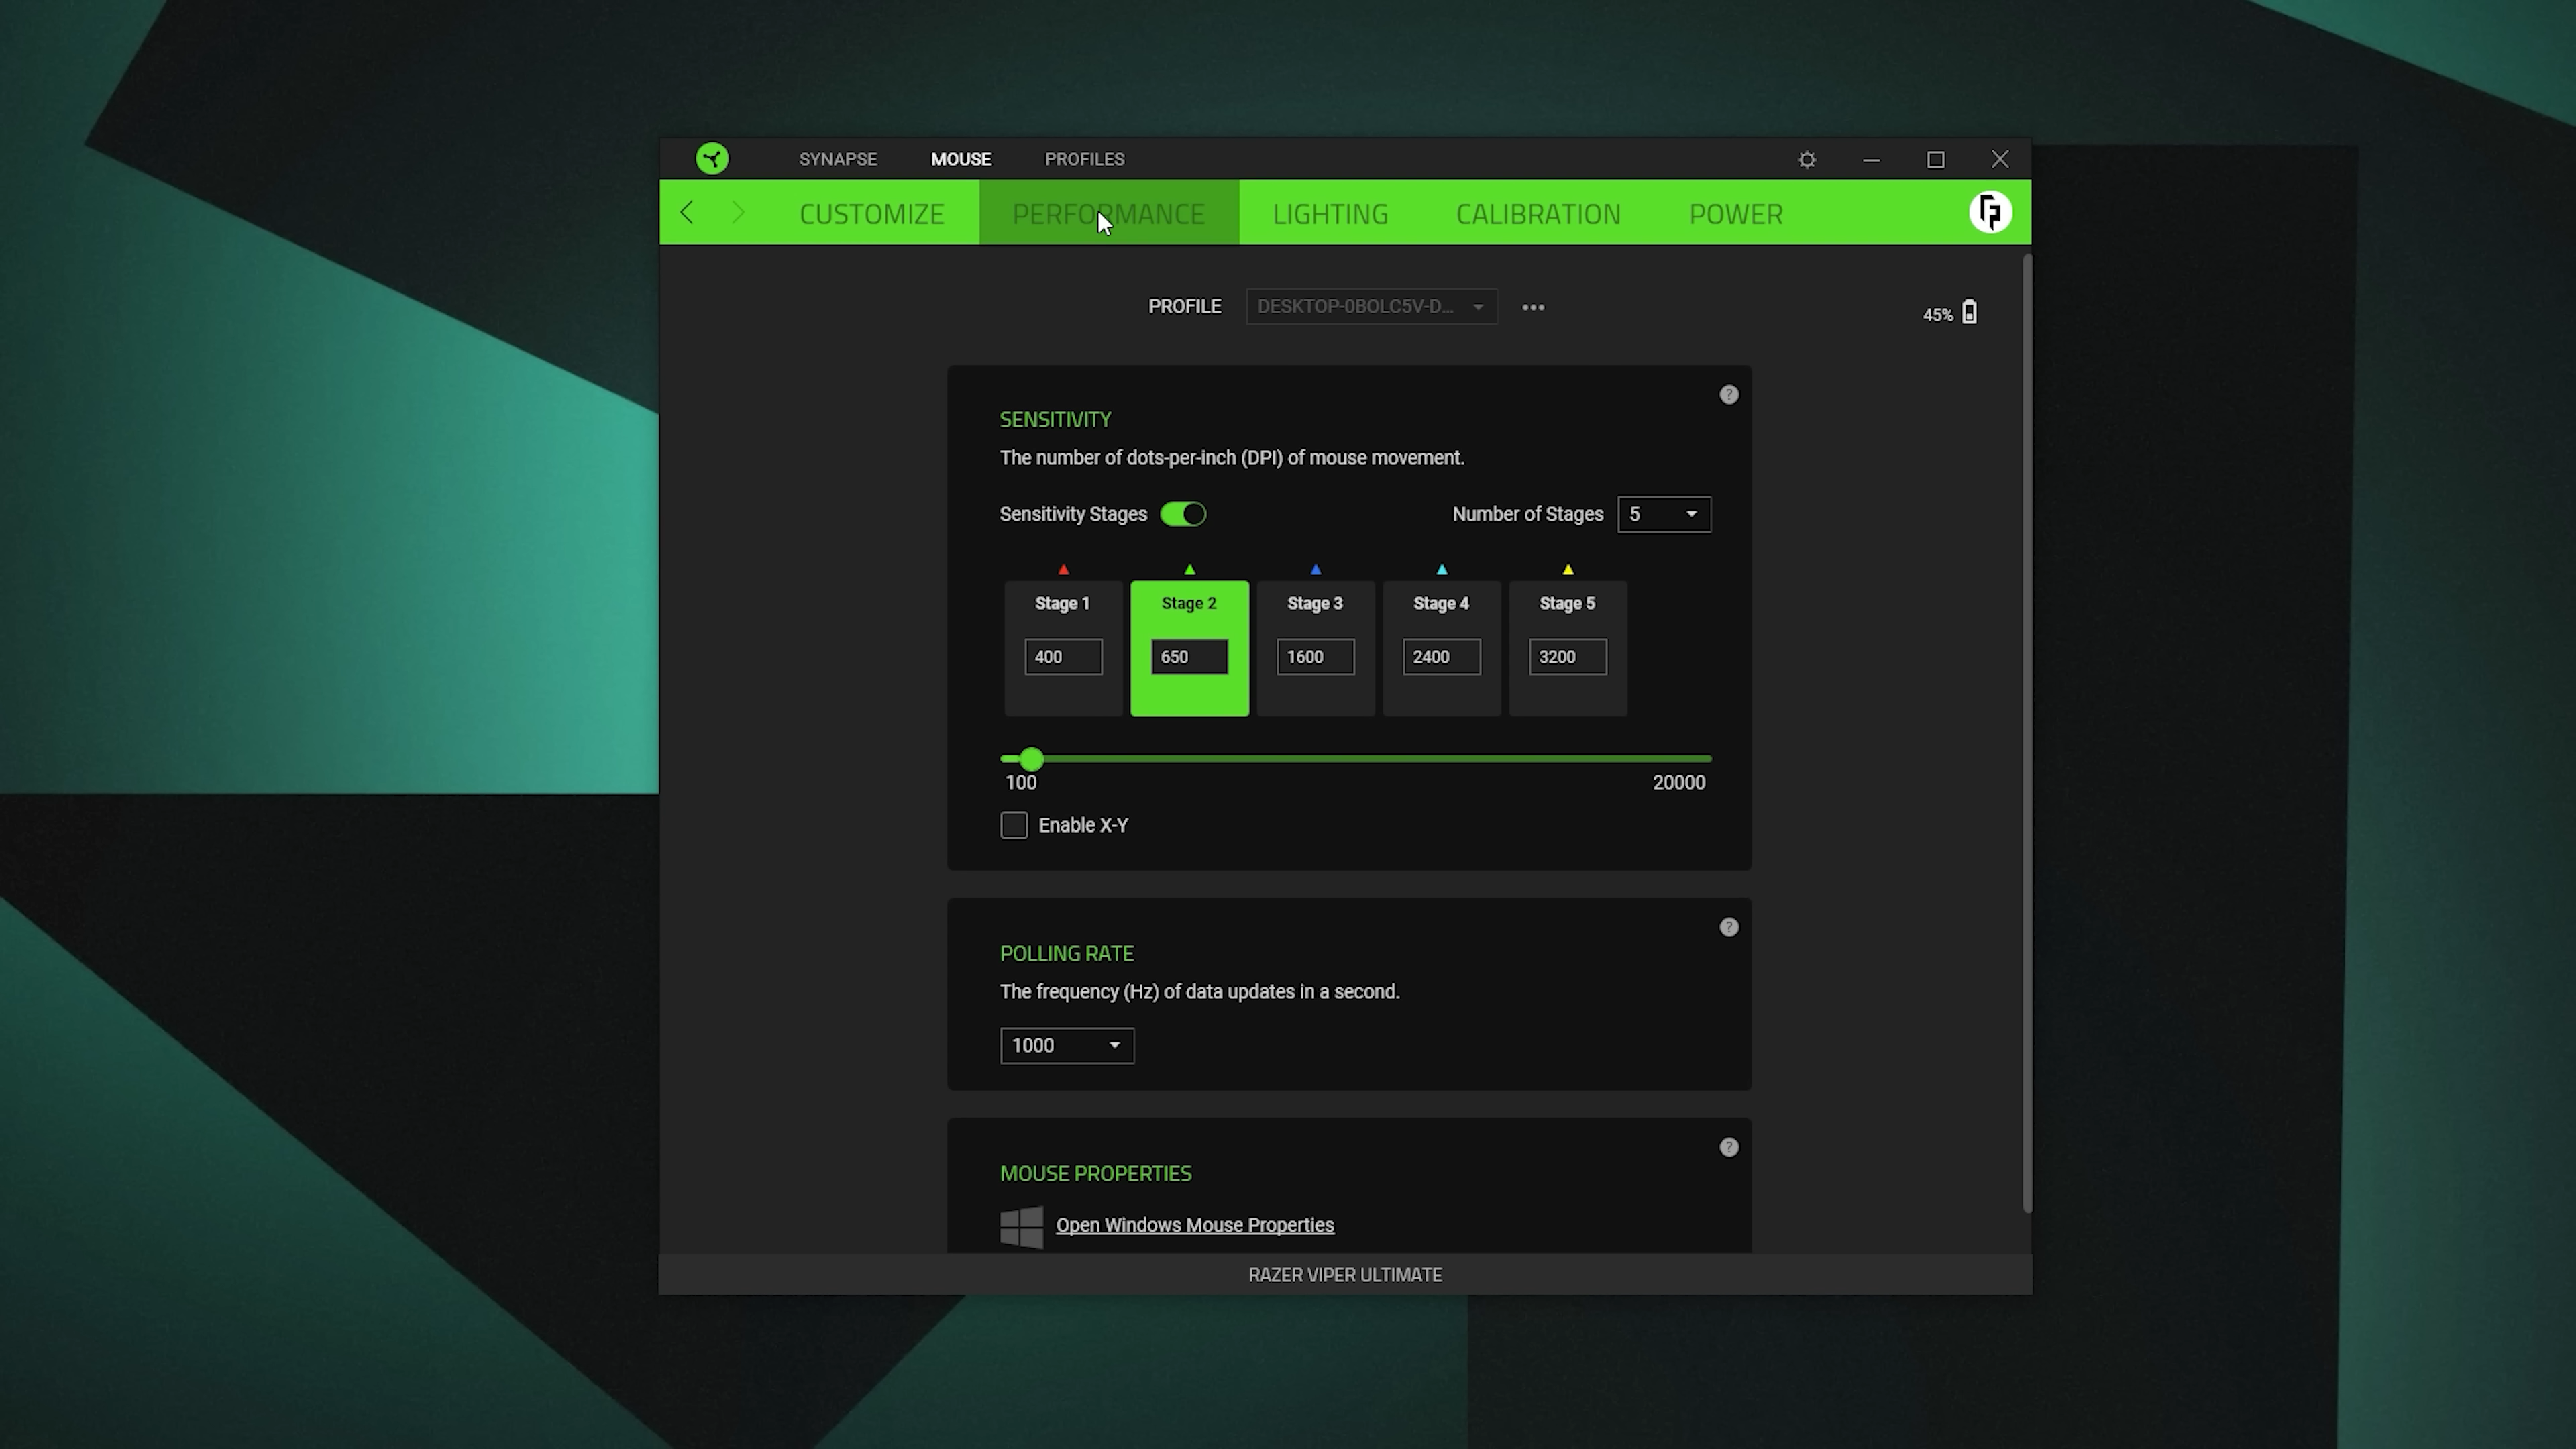 SYNAPSE MOUSE PROFILES
CUSTOMIZE PERFORMANCE LIGHTING CALIBRATION POWER
PROFILE DESKTOP-0BOLC5V-D... 45%
SENSITIVITY
The number of dots-per-inch (DPI) of mouse movement.
Sensitivity Stages Number of Stages 5
Stage 1 Stage 2 Stage 3 Stage 4 Stage 5
400 650 1600 2400 3200
100 20000
Enable X-Y
POLLING RATE
The frequency (Hz) of data updates in a second.
1000
MOUSE PROPERTIES
Open Windows Mouse Properties
RAZER VIPER ULTIMATE